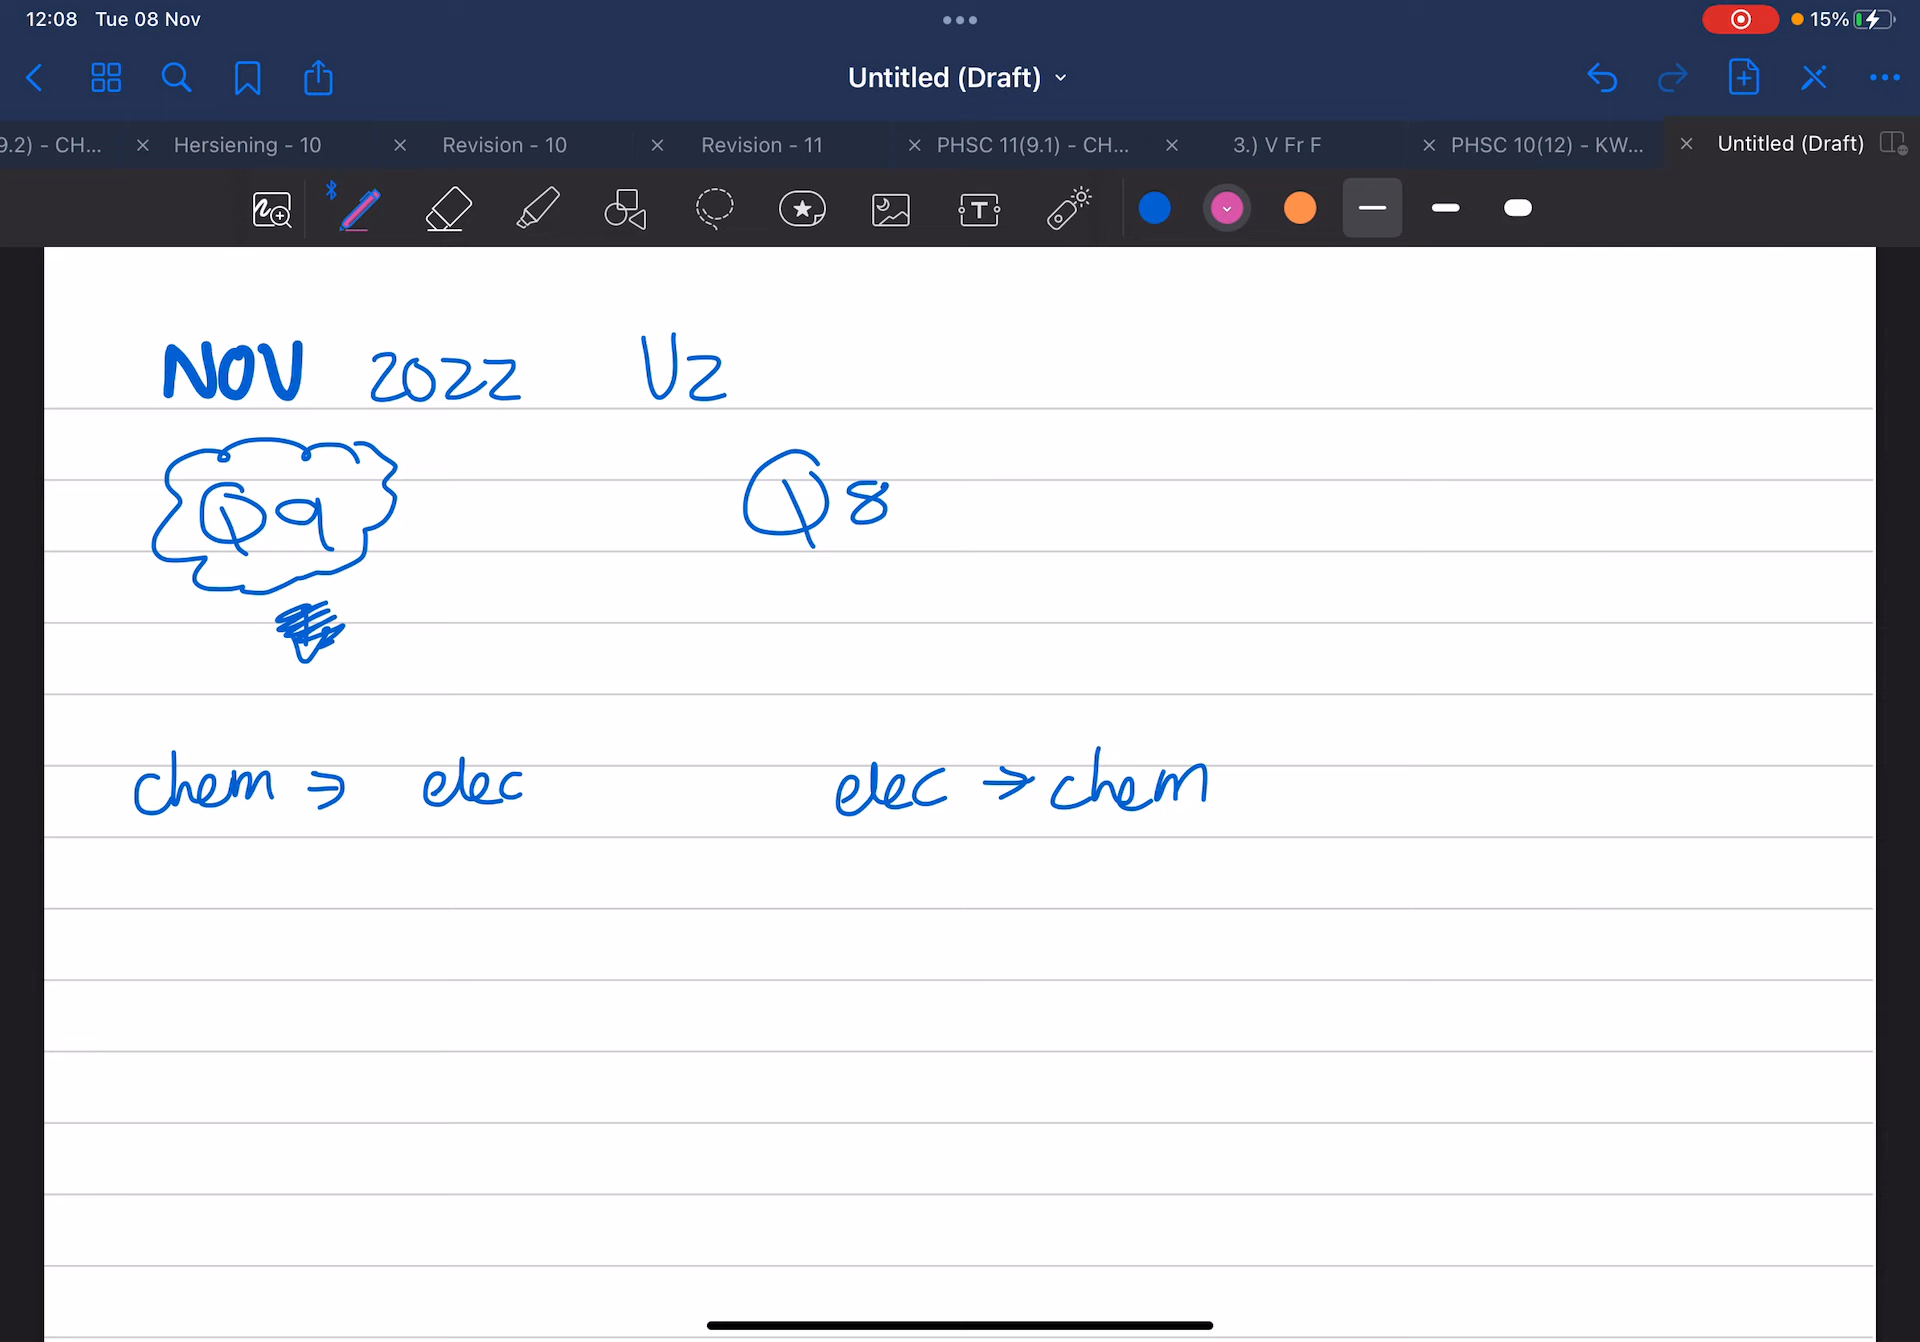 12:08 Tue 08 Nov 15%
Untitled (Draft)
9.2) - CH... Hersiening - 10 Revision - 10 Revision - 11 PHSC 11(9.1) - CH... 3.) V Fr F PHSC 10(12) - KW... Untitled (Draft)
T
NOV 2022 V2
Q9 Q8
chem ⇒ elec elec → chem